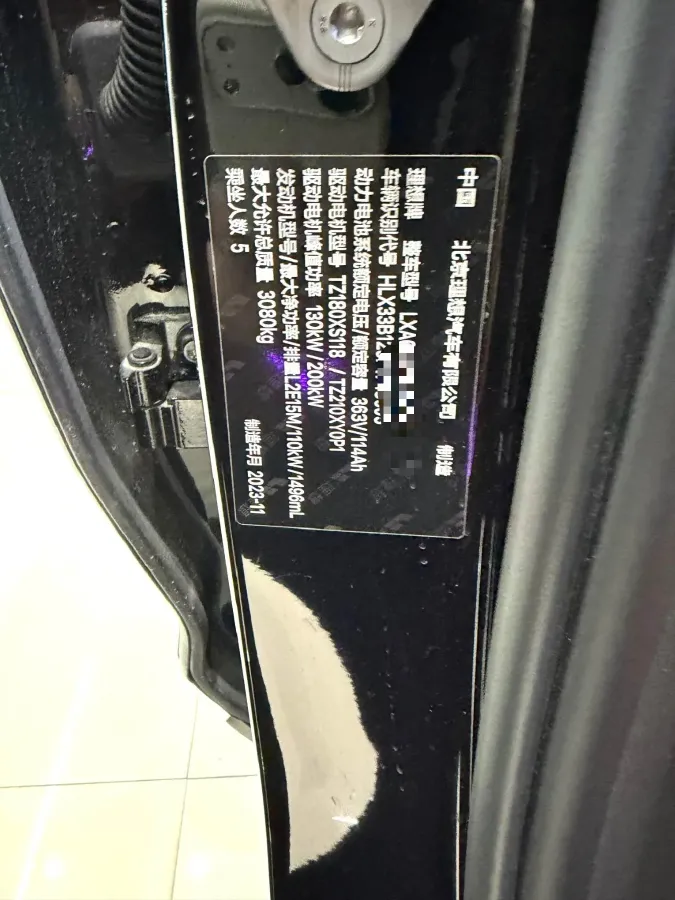 中国 北京理想汽车有限公司 制造
理想牌 整车型号 LXA
车辆识别代号 HLX33B12
动力电池系统额定电压/额定容量 363V/114Ah
驱动电机型号 TZ180XS118 / TZ210XY0P1
驱动电机峰值功率 130kW / 200kW
发动机型号/最大净功率/排量 L2E15M/110kW/1496mL
最大允许总质量 3080kg
乘坐人数 5 制造年月 2023-11